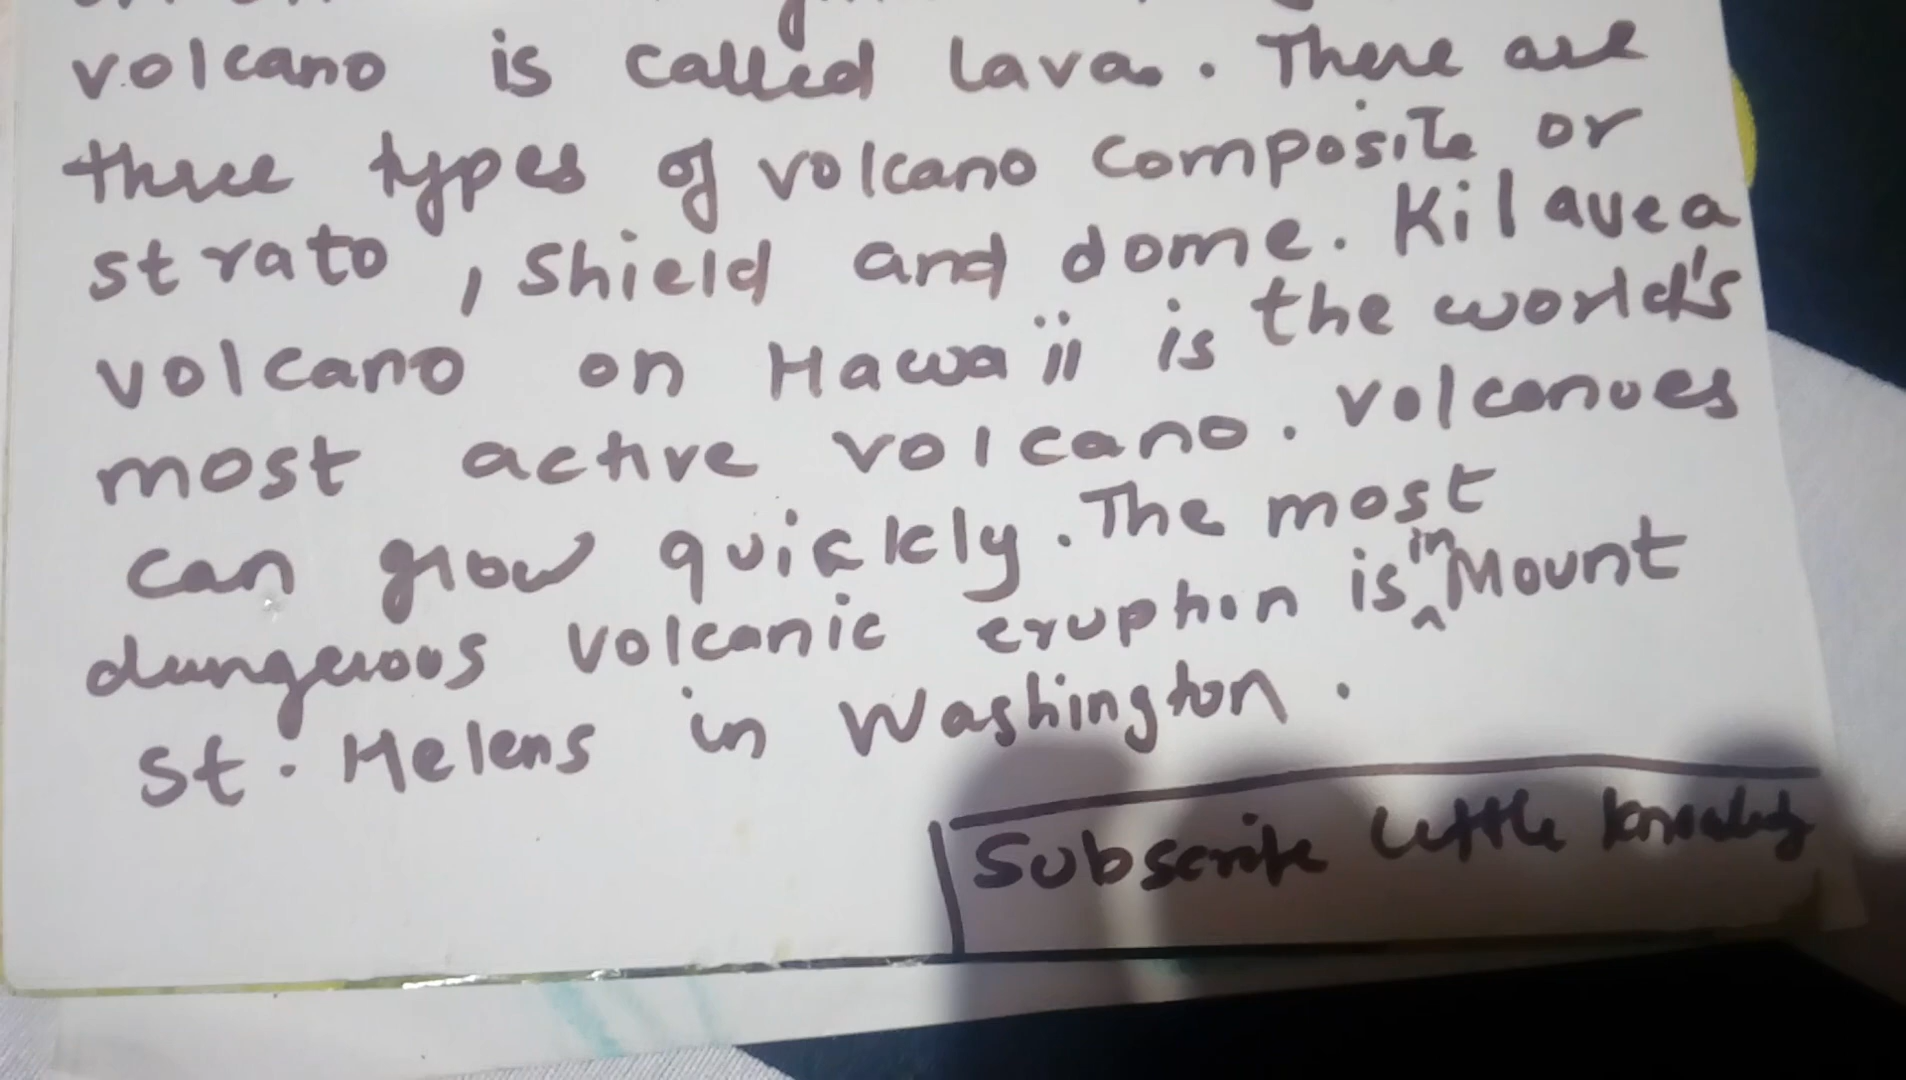 volcano is called lava. There are
three types of volcano composite or
strato, shield and dome. Kilavea
volcano on Hawaii is the world's
most active volcano. volcanoes
can grow quickly. The most
dangerous volcanic eruption is in Mount
St. Helens in Washington.
Subscribe little